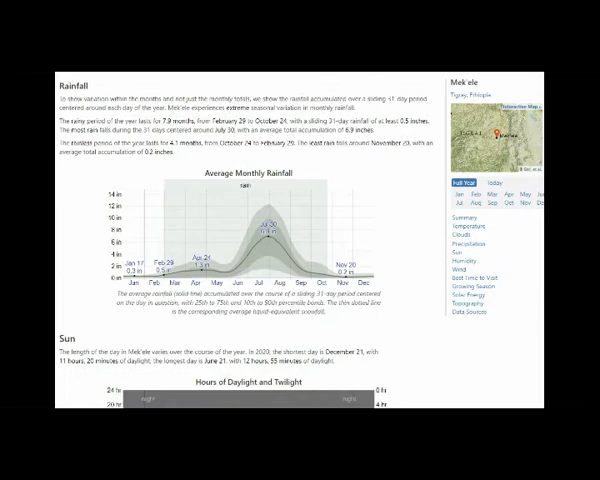 Rainfall
To show variation within the months and not just the monthly totals, we show the rainfall accumulated over a sliding 31-day period
centered around each day of the year. Mek'ele experiences extreme seasonal variation in monthly rainfall.
The rainy period of the year lasts for 7.9 months, from February 29 to October 24, with a sliding 31-day rainfall of at least 0.5 inches.
The most rain falls during the 31 days centered around July 30, with an average total accumulation of 6.9 inches.
The rainless period of the year lasts for 4.1 months, from October 24 to February 29. The least rain falls around November 20, with an
average total accumulation of 0.2 inches.
Average Monthly Rainfall
rain
14 in
12 in
10 in
8 in
6 in
4 in
2 in
0 in
Jan 17
0.3 in
Feb 29
0.5 in
Apr 24
1.3 in
Jul 30
6.9 in
Nov 20
0.2 in
Jan Feb Mar Apr May Jun Jul Aug Sep Oct Nov Dec
The average rainfall (solid line) accumulated over the course of a sliding 31-day period centered
on the day in question, with 25th to 75th and 10th to 90th percentile bands. The thin dotted line
is the corresponding average liquid-equivalent snowfall.
Sun
The length of the day in Mek'ele varies over the course of the year. In 2020, the shortest day is December 21, with
11 hours, 20 minutes of daylight; the longest day is June 21, with 12 hours, 55 minutes of daylight.
Hours of Daylight and Twilight
24 hr
0 hr
night
night
20 hr
4 hr
Mek'ele
Tigray, Ethiopia
Interactive Map
Full Year
Today
Jan Feb Mar Apr May Jun
Jul Aug Sep Oct Nov De
Summary
Temperature
Clouds
Precipitation
Sun
Humidity
Wind
Best Time to Visit
Growing Season
Solar Energy
Topography
Data Sources